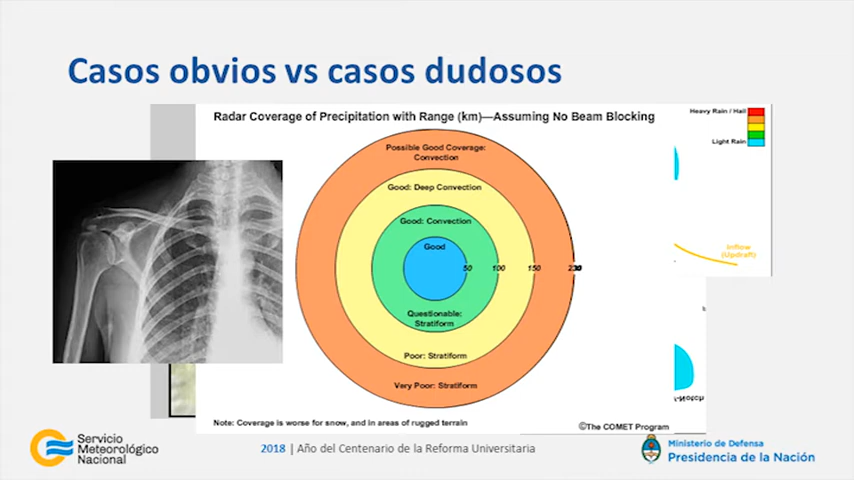 Casos obvios vs casos dudosos
Radar Coverage of Precipitation with Range (km)—Assuming No Beam Blocking
Heavy Rain / Hail
Light Rain
Possible Good Coverage:
Convection
Good: Deep Convection
Good: Convection
Good
50
100
150
Inflow
(Updraft)
Questionable:
Stratiform
Poor: Stratiform
Very Poor: Stratiform
Note: Coverage is worse for snow, and in areas of rugged terrain
©The COMET Program
Servicio
Meteorológico
Nacional
2018 | Año del Centenario de la Reforma Universitaria
Ministerio de Defensa
Presidencia de la Nación